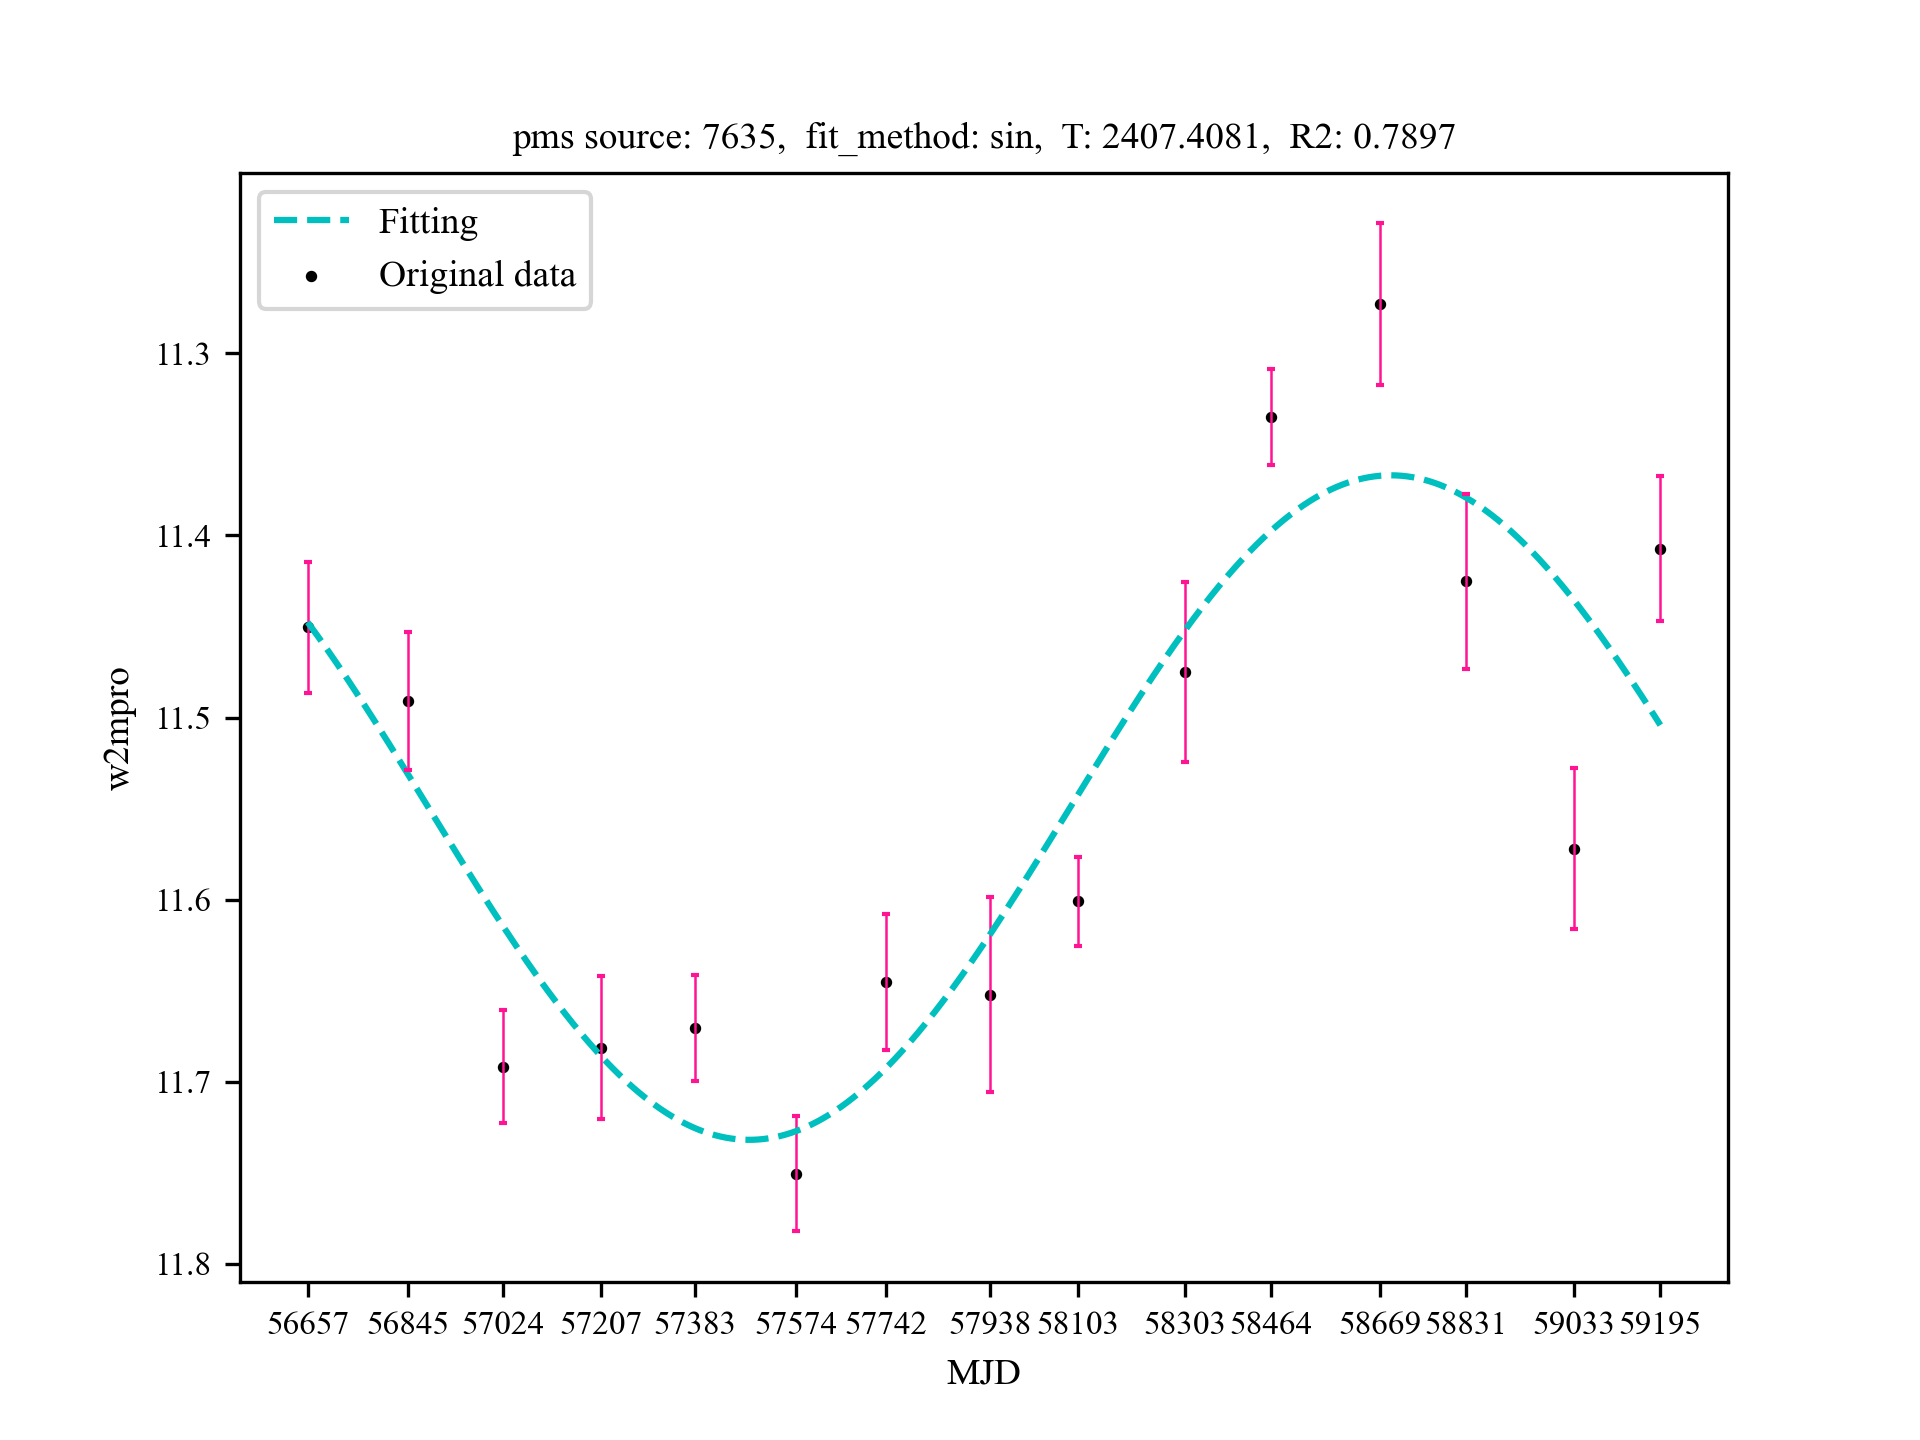 pms source: 7635,  fit_method: sin,  T: 2407.4081,  R2: 0.7897
Fitting
Original data
11.3
11.4
11.5
11.6
11.7
11.8
w2mpro
56657 56845 57024 57207 57383 57574 57742 57938 58103 58303 58464 58669 58831 59033 59195
MJD